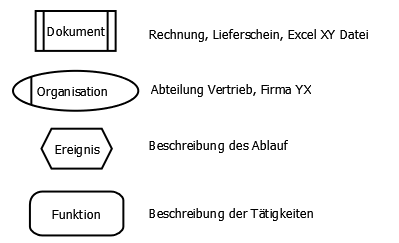 Dokument Rechnung, Lieferschein, Excel XY Datei
Organisation Abteilung Vertrieb, Firma YX
Ereignis Beschreibung des Ablauf
Funktion Beschreibung der Tätigkeiten